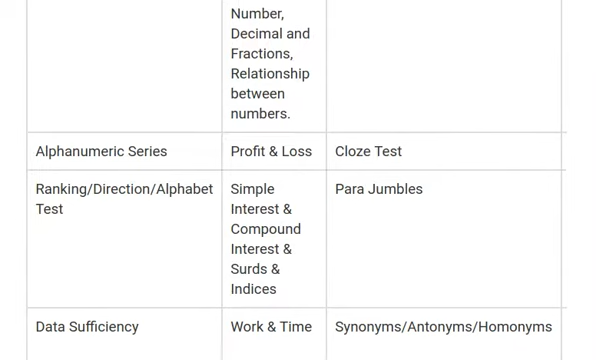 Number,
Decimal and
Fractions,
Relationship
between
numbers.
Alphanumeric Series
Profit & Loss
Cloze Test
Ranking/Direction/Alphabet
Test
Simple
Interest &
Compound
Interest &
Surds &
Indices
Para Jumbles
Data Sufficiency
Work & Time
Synonyms/Antonyms/Homonyms